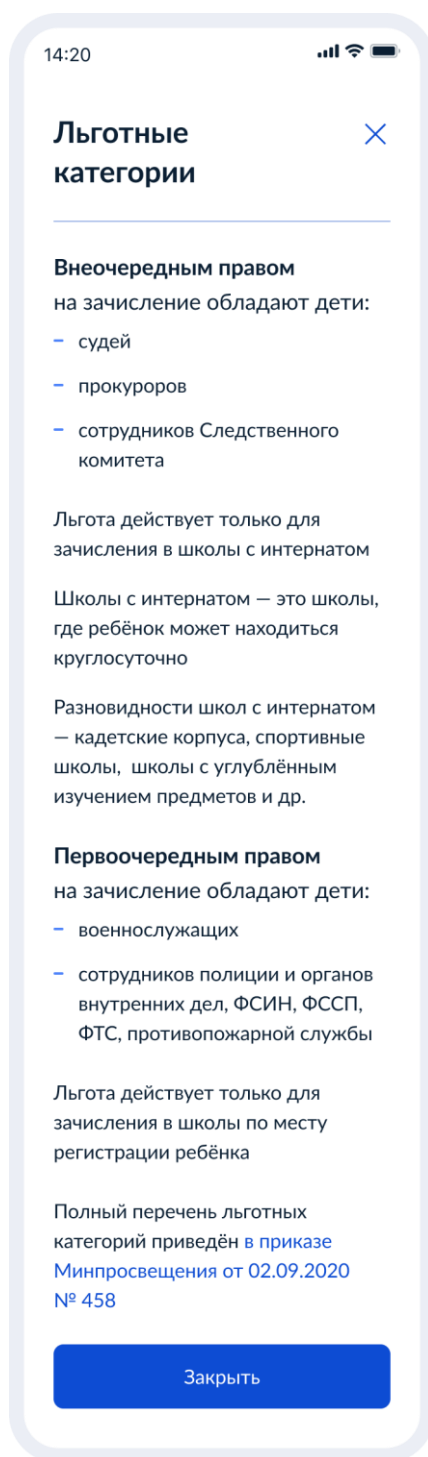 14:20
Льготные
категории
Внеочередным правом
на зачисление обладают дети:
– судей
– прокуроров
– сотрудников Следственного
комитета
Льгота действует только для
зачисления в школы с интернатом
Школы с интернатом — это школы,
где ребёнок может находиться
круглосуточно
Разновидности школ с интернатом
— кадетские корпуса, спортивные
школы, школы с углублённым
изучением предметов и др.
Первоочередным правом
на зачисление обладают дети:
– военнослужащих
– сотрудников полиции и органов
внутренних дел, ФСИН, ФССП,
ФТС, противопожарной службы
Льгота действует только для
зачисления в школы по месту
регистрации ребёнка
Полный перечень льготных
категорий приведён в приказе
Минпросвещения от 02.09.2020
№ 458
Закрыть